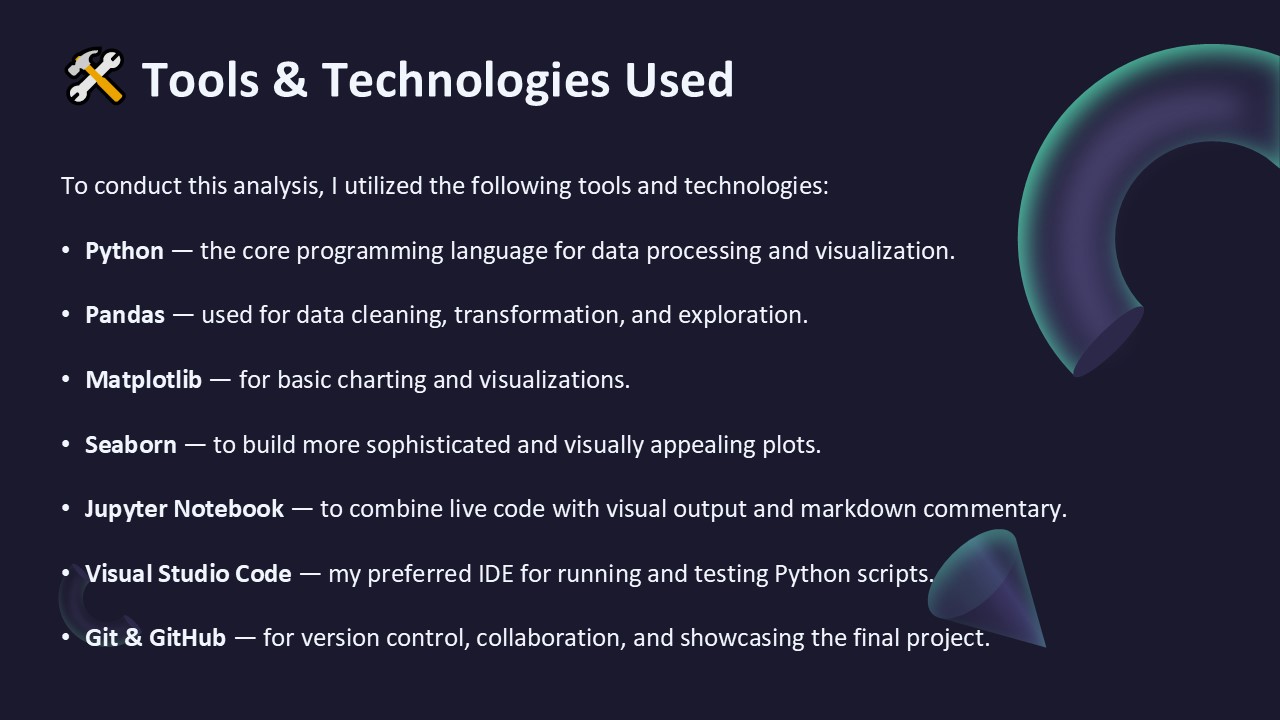 Tools & Technologies Used
To conduct this analysis, I utilized the following tools and technologies:
• Python — the core programming language for data processing and visualization.
• Pandas — used for data cleaning, transformation, and exploration.
• Matplotlib — for basic charting and visualizations.
• Seaborn — to build more sophisticated and visually appealing plots.
• Jupyter Notebook — to combine live code with visual output and markdown commentary.
• Visual Studio Code — my preferred IDE for running and testing Python scripts.
• Git & GitHub — for version control, collaboration, and showcasing the final project.